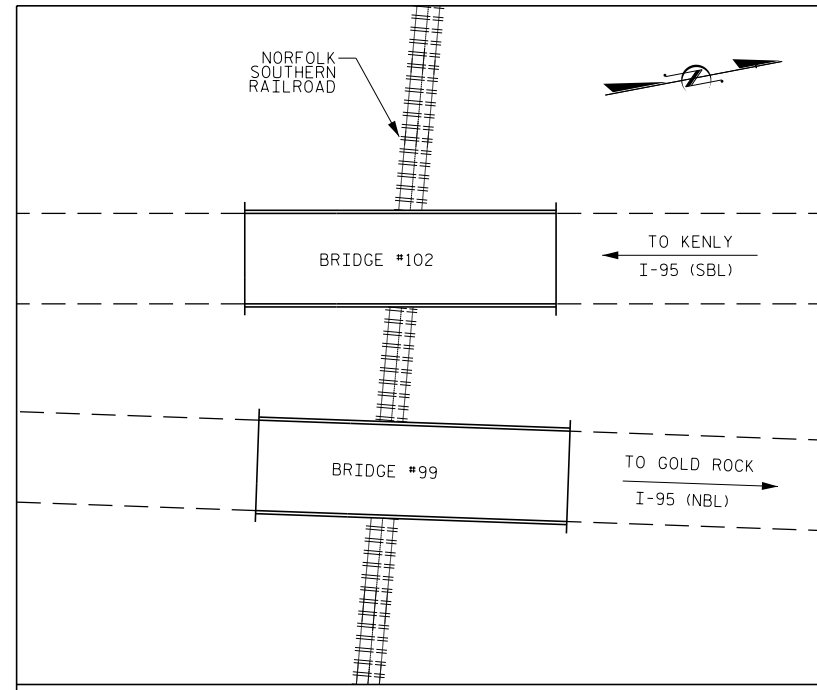 NORFOLK
SOUTHERN
RAILROAD
BRIDGE #102
TO KENLY
I-95 (SBL)
BRIDGE #99
TO GOLD ROCK
I-95 (NBL)